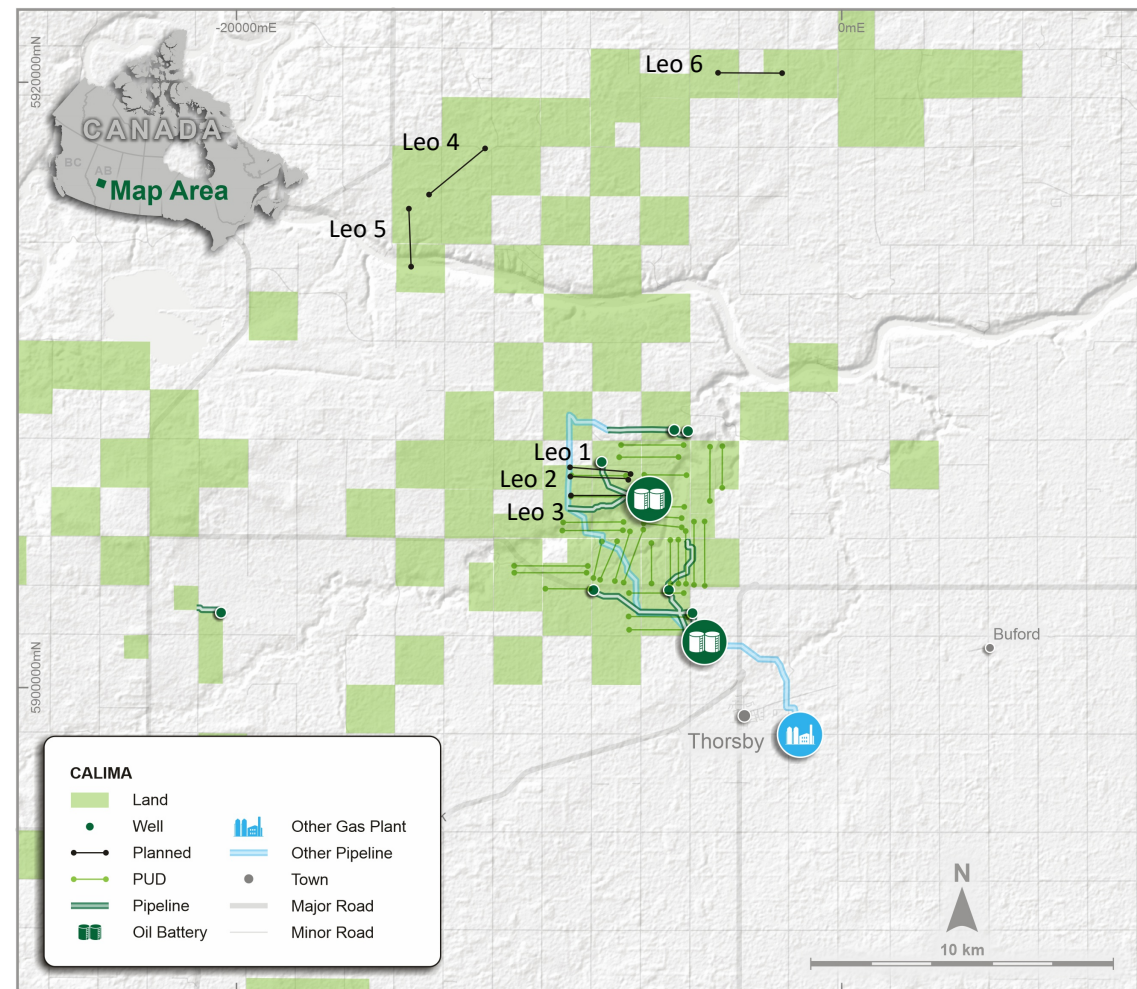 -20000mE
0mE
5920000mN
CANADA
BC
AB
Map Area
Leo 6
Leo 4
Leo 5
Leo 1
Leo 2
Leo 3
Buford
5900000mN
Thorsby
CALIMA
Land
Well
Planned
PUD
Pipeline
Oil Battery
Other Gas Plant
Other Pipeline
Town
Major Road
Minor Road
N
10 km